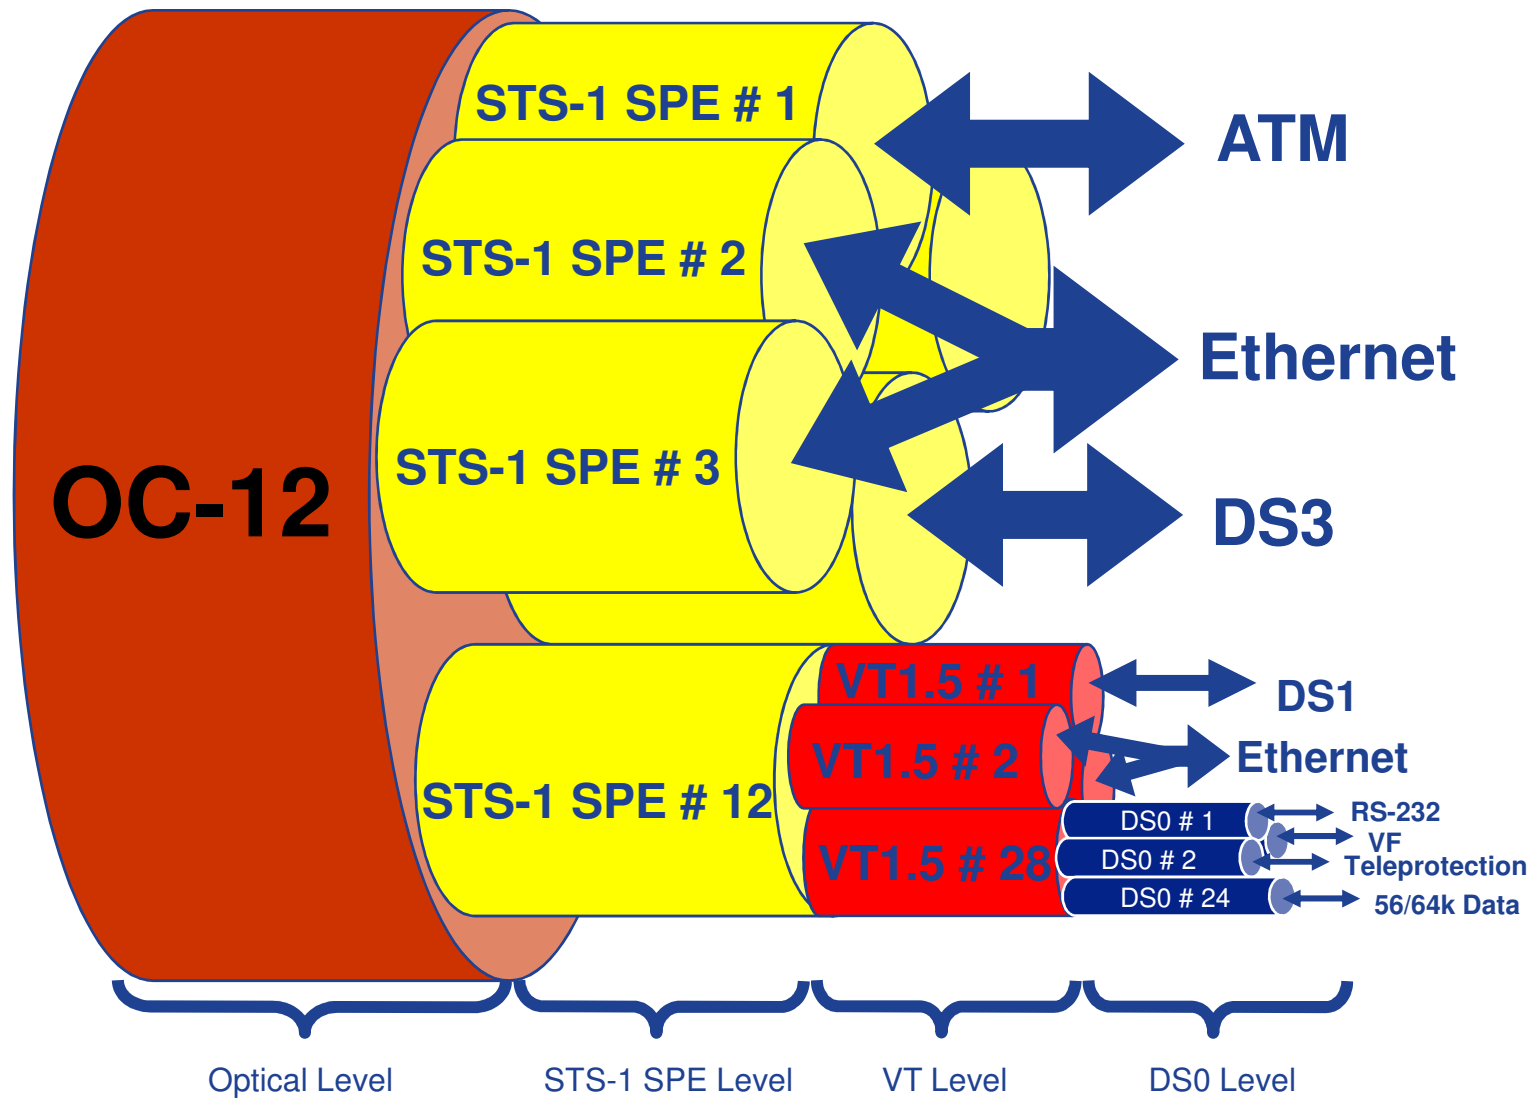 STS-1 SPE # 1
ATM
STS-1 SPE # 2
Ethernet
STS-1 SPE # 3
OC-12
DS3
VT1.5 # 1
DS1
VT1.5 # 2
Ethernet
STS-1 SPE # 12
DS0 # 1
RS-232
VF
VT1.5 # 28
DS0 # 2
Teleprotection
DS0 # 24
56/64k Data
Optical Level
STS-1 SPE Level
VT Level
DS0 Level